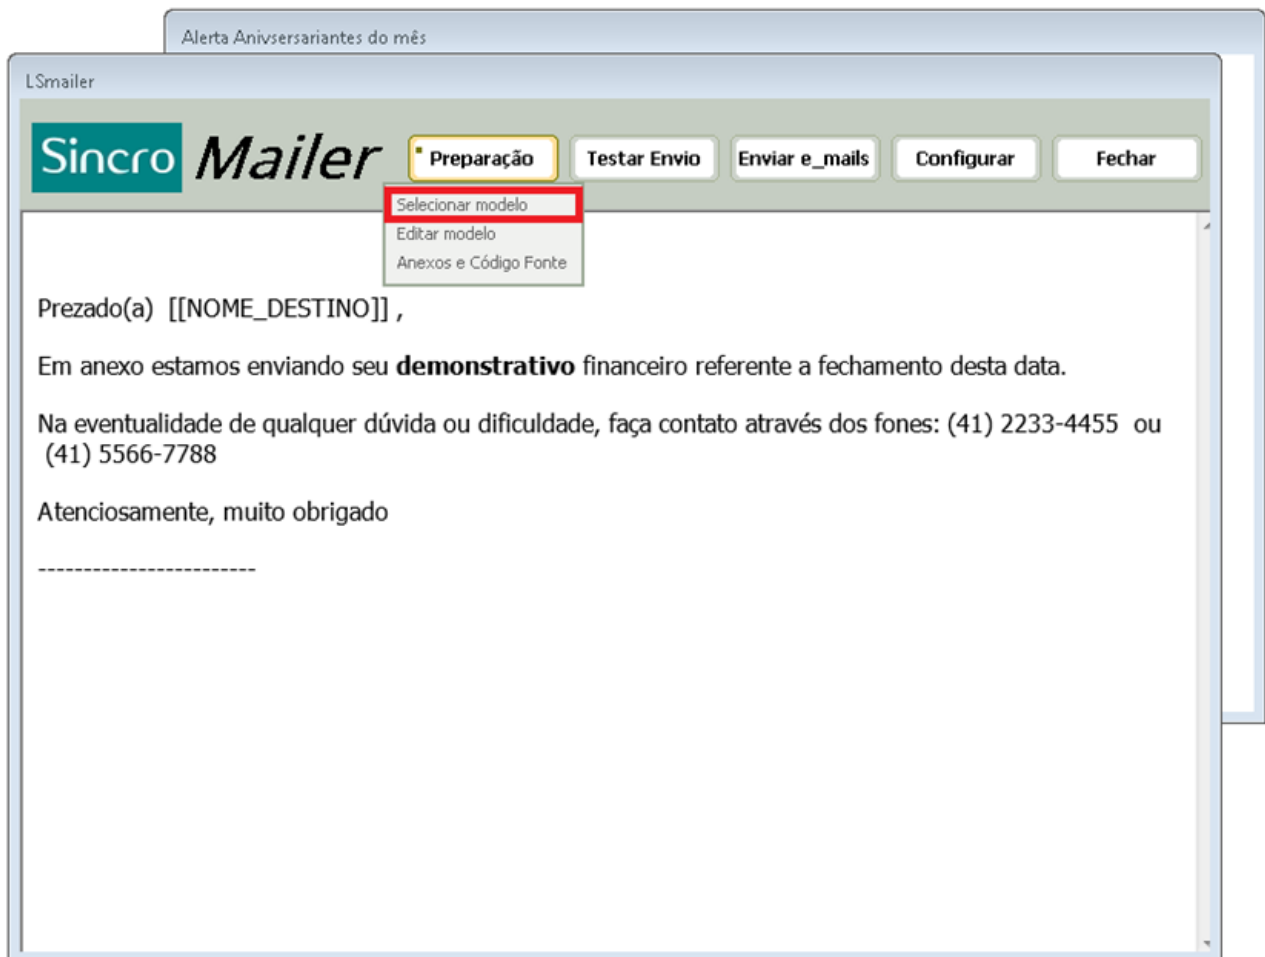 Alerta Anivsersariantes do mês
LSmailer
Sincro Mailer
Preparação
Testar Envio
Enviar e_mails
Configurar
Fechar
Selecionar modelo
Editar modelo
Anexos e Código Fonte
Prezado(a)  [[NOME_DESTINO]] ,
Em anexo estamos enviando seu demonstrativo financeiro referente a fechamento desta data.
Na eventualidade de qualquer dúvida ou dificuldade, faça contato através dos fones: (41) 2233-4455  ou
(41) 5566-7788
Atenciosamente, muito obrigado
------------------------